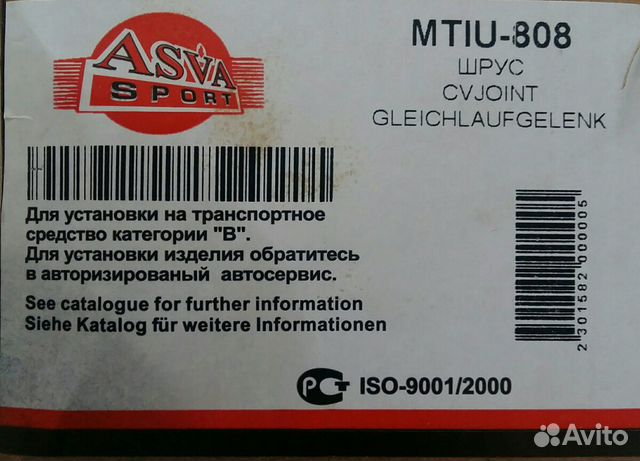 ASVA
SPORT
MTIU-808
ШРУС
CVJOINT
GLEICHLAUFGELENK
Для установки на транспортное
средство категории "В".
Для установки изделия обратитесь
в авторизированый автосервис.
See catalogue for further information
Siehe Katalog für weitere Informationen
2 301582 000005
РСТ ISO-9001/2000
Avito